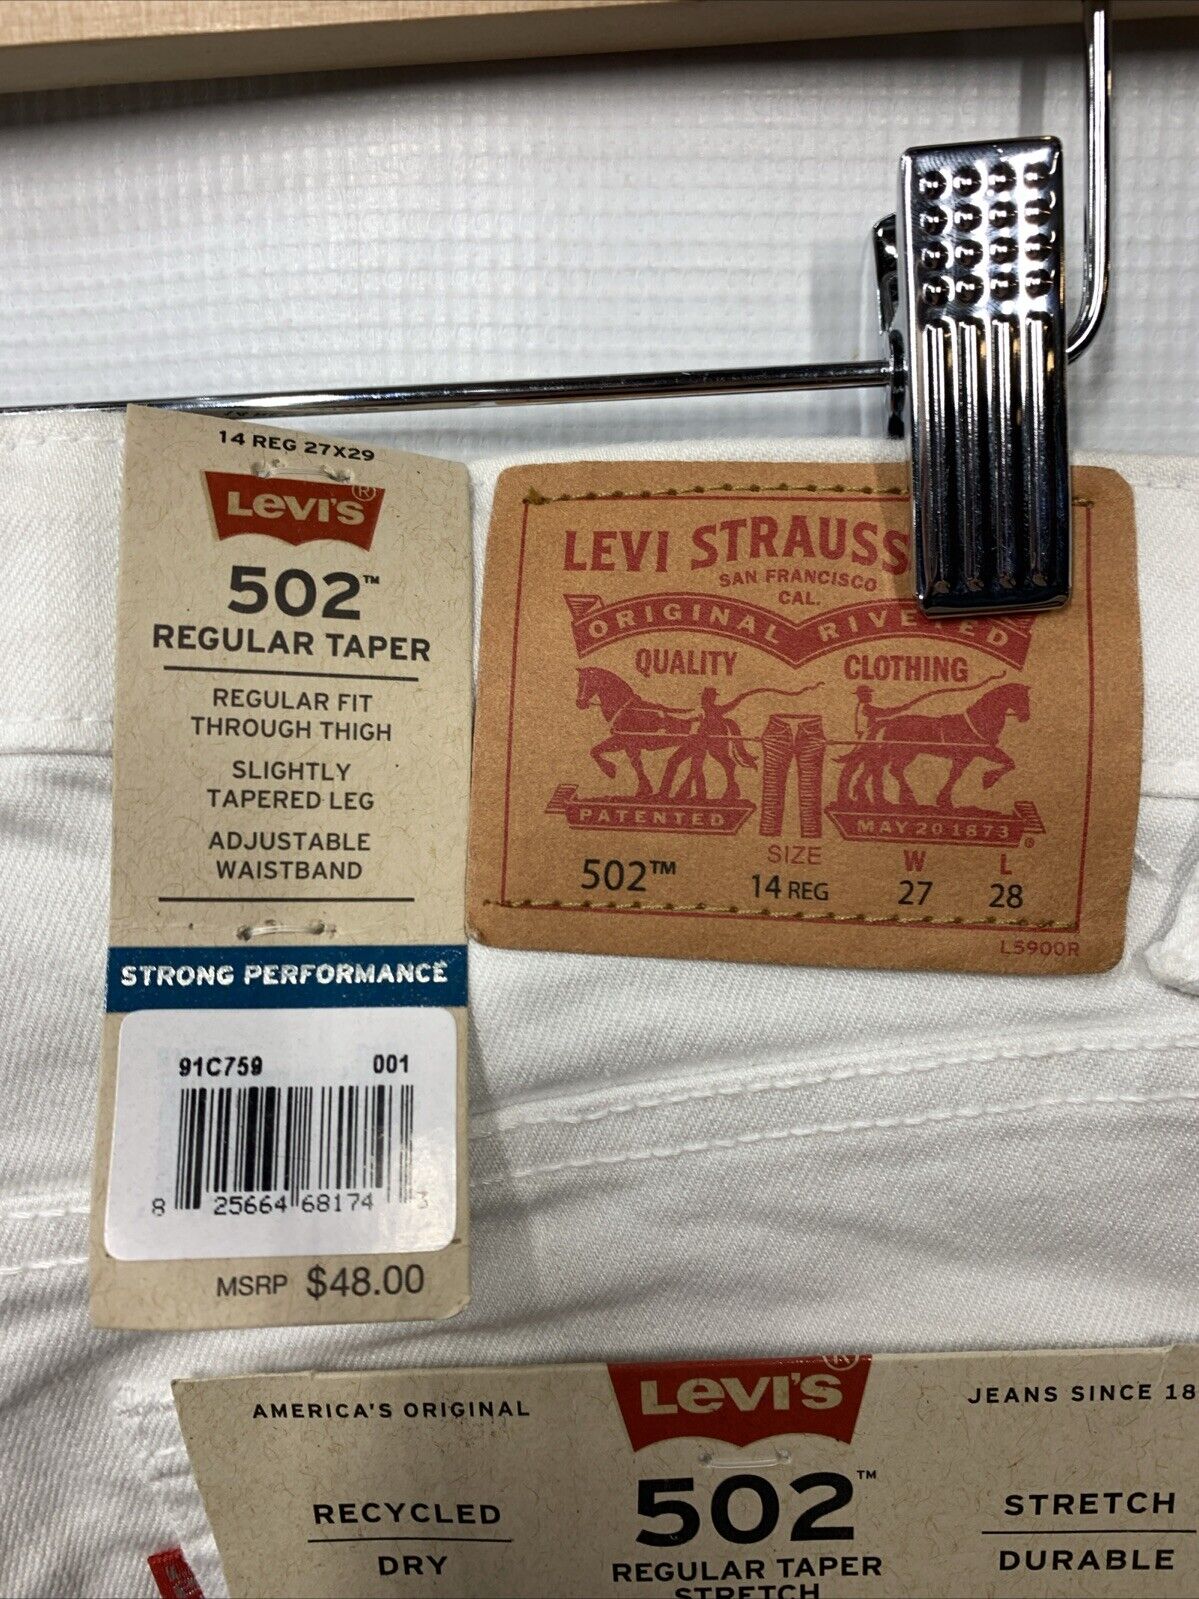 14 REG 27X29
LEVI'S®
502™
REGULAR TAPER
REGULAR FIT
THROUGH THIGH
SLIGHTLY
TAPERED LEG
ADJUSTABLE
WAISTBAND
STRONG PERFORMANCE
91C759 001
8 25664 68174 3
MSRP $48.00
LEVI STRAUSS
SAN FRANCISCO
CAL.
ORIGINAL RIVETED
QUALITY CLOTHING
PATENTED MAY 20 1873 ®
SIZE W L
502™ 14 REG 27 28
L5900R
AMERICA'S ORIGINAL LEVI'S® JEANS SINCE 18
RECYCLED 502™ STRETCH
DRY REGULAR TAPER DURABLE
STRETCH